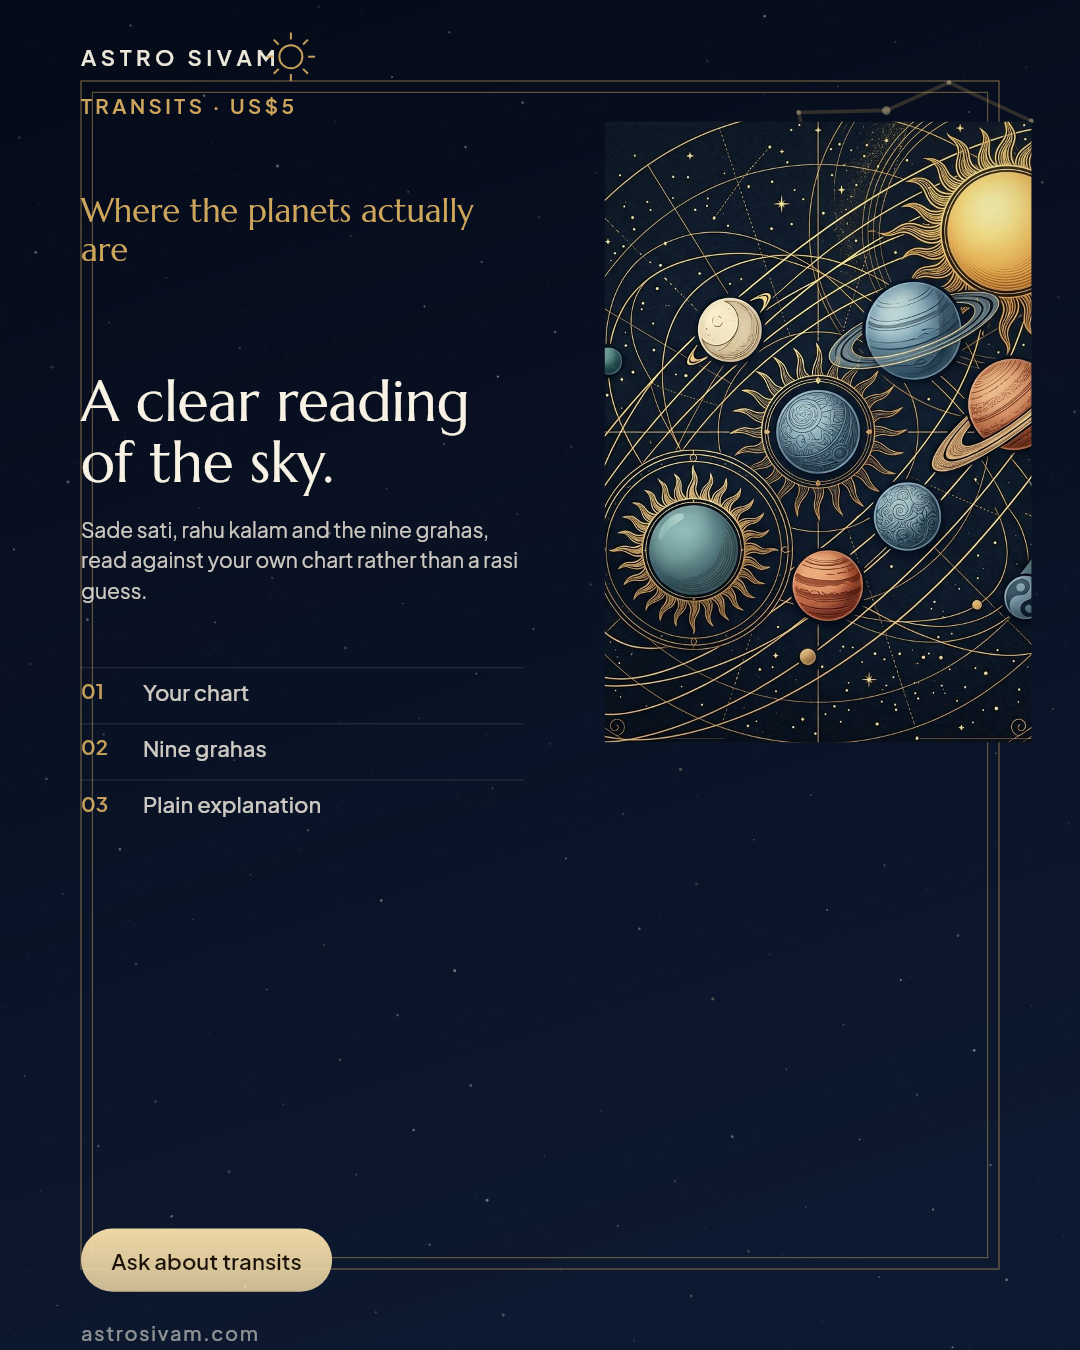 ASTRO SIVAM
TRANSITS · US$5
Where the planets actually
are
A clear reading
of the sky.
Sade sati, rahu kalam and the nine grahas,
read against your own chart rather than a rasi
guess.
01 Your chart
02 Nine grahas
03 Plain explanation
Ask about transits
astrosivam.com